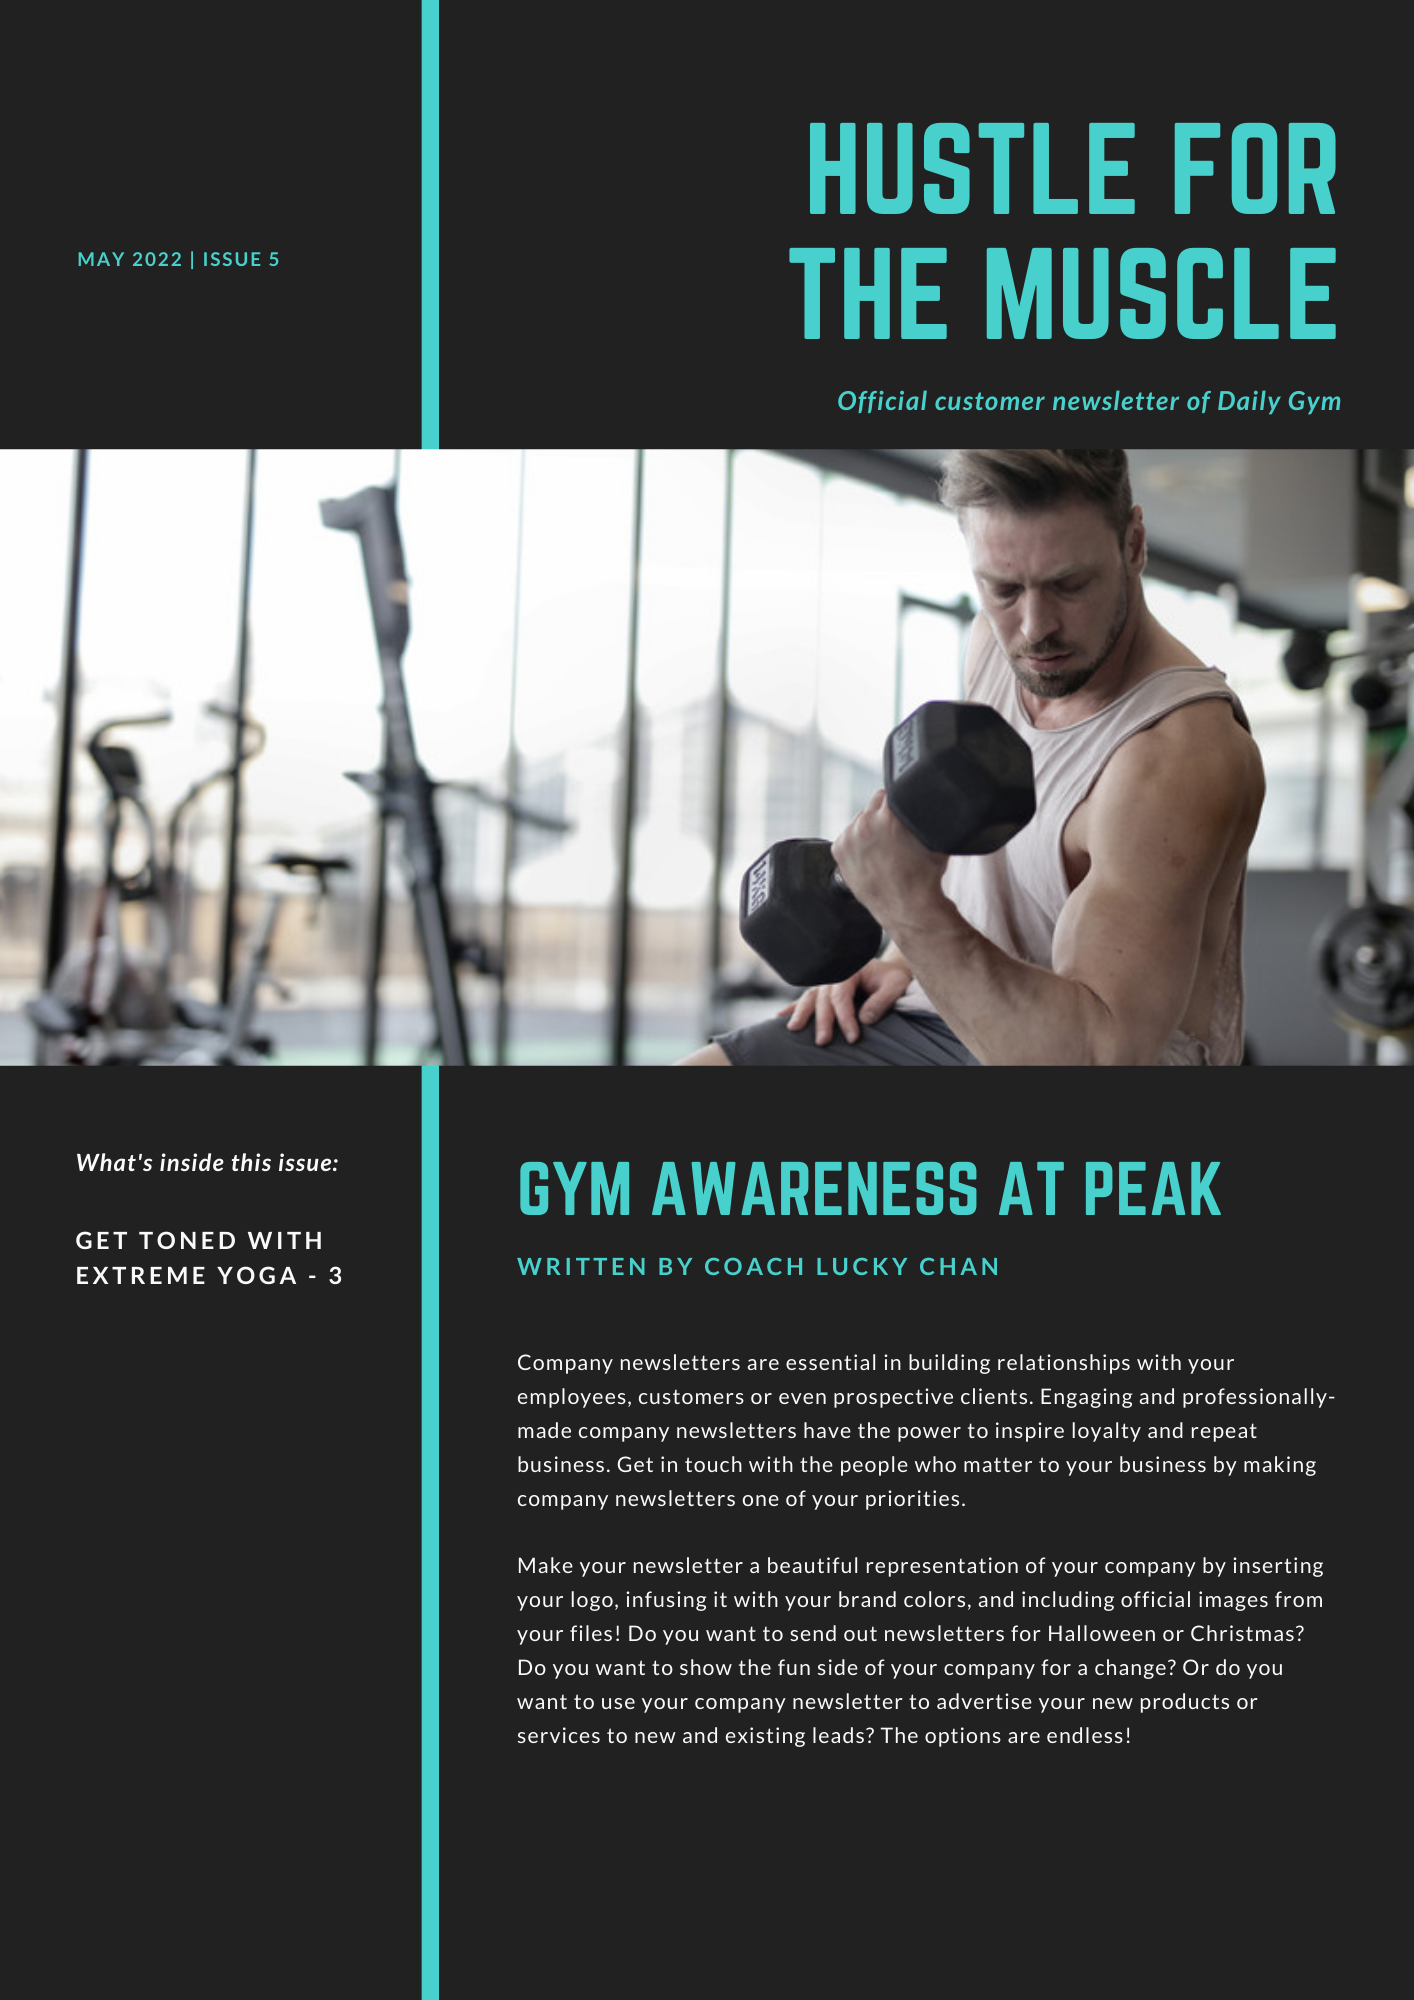 MAY 2022 | ISSUE 5
HUSTLE FOR
THE MUSCLE
Official customer newsletter of Daily Gym
What's inside this issue:
GET TONED WITH
EXTREME YOGA - 3
GYM AWARENESS AT PEAK
WRITTEN BY COACH LUCKY CHAN
Company newsletters are essential in building relationships with your
employees, customers or even prospective clients. Engaging and professionally-
made company newsletters have the power to inspire loyalty and repeat
business. Get in touch with the people who matter to your business by making
company newsletters one of your priorities.
Make your newsletter a beautiful representation of your company by inserting
your logo, infusing it with your brand colors, and including official images from
your files! Do you want to send out newsletters for Halloween or Christmas?
Do you want to show the fun side of your company for a change? Or do you
want to use your company newsletter to advertise your new products or
services to new and existing leads? The options are endless!